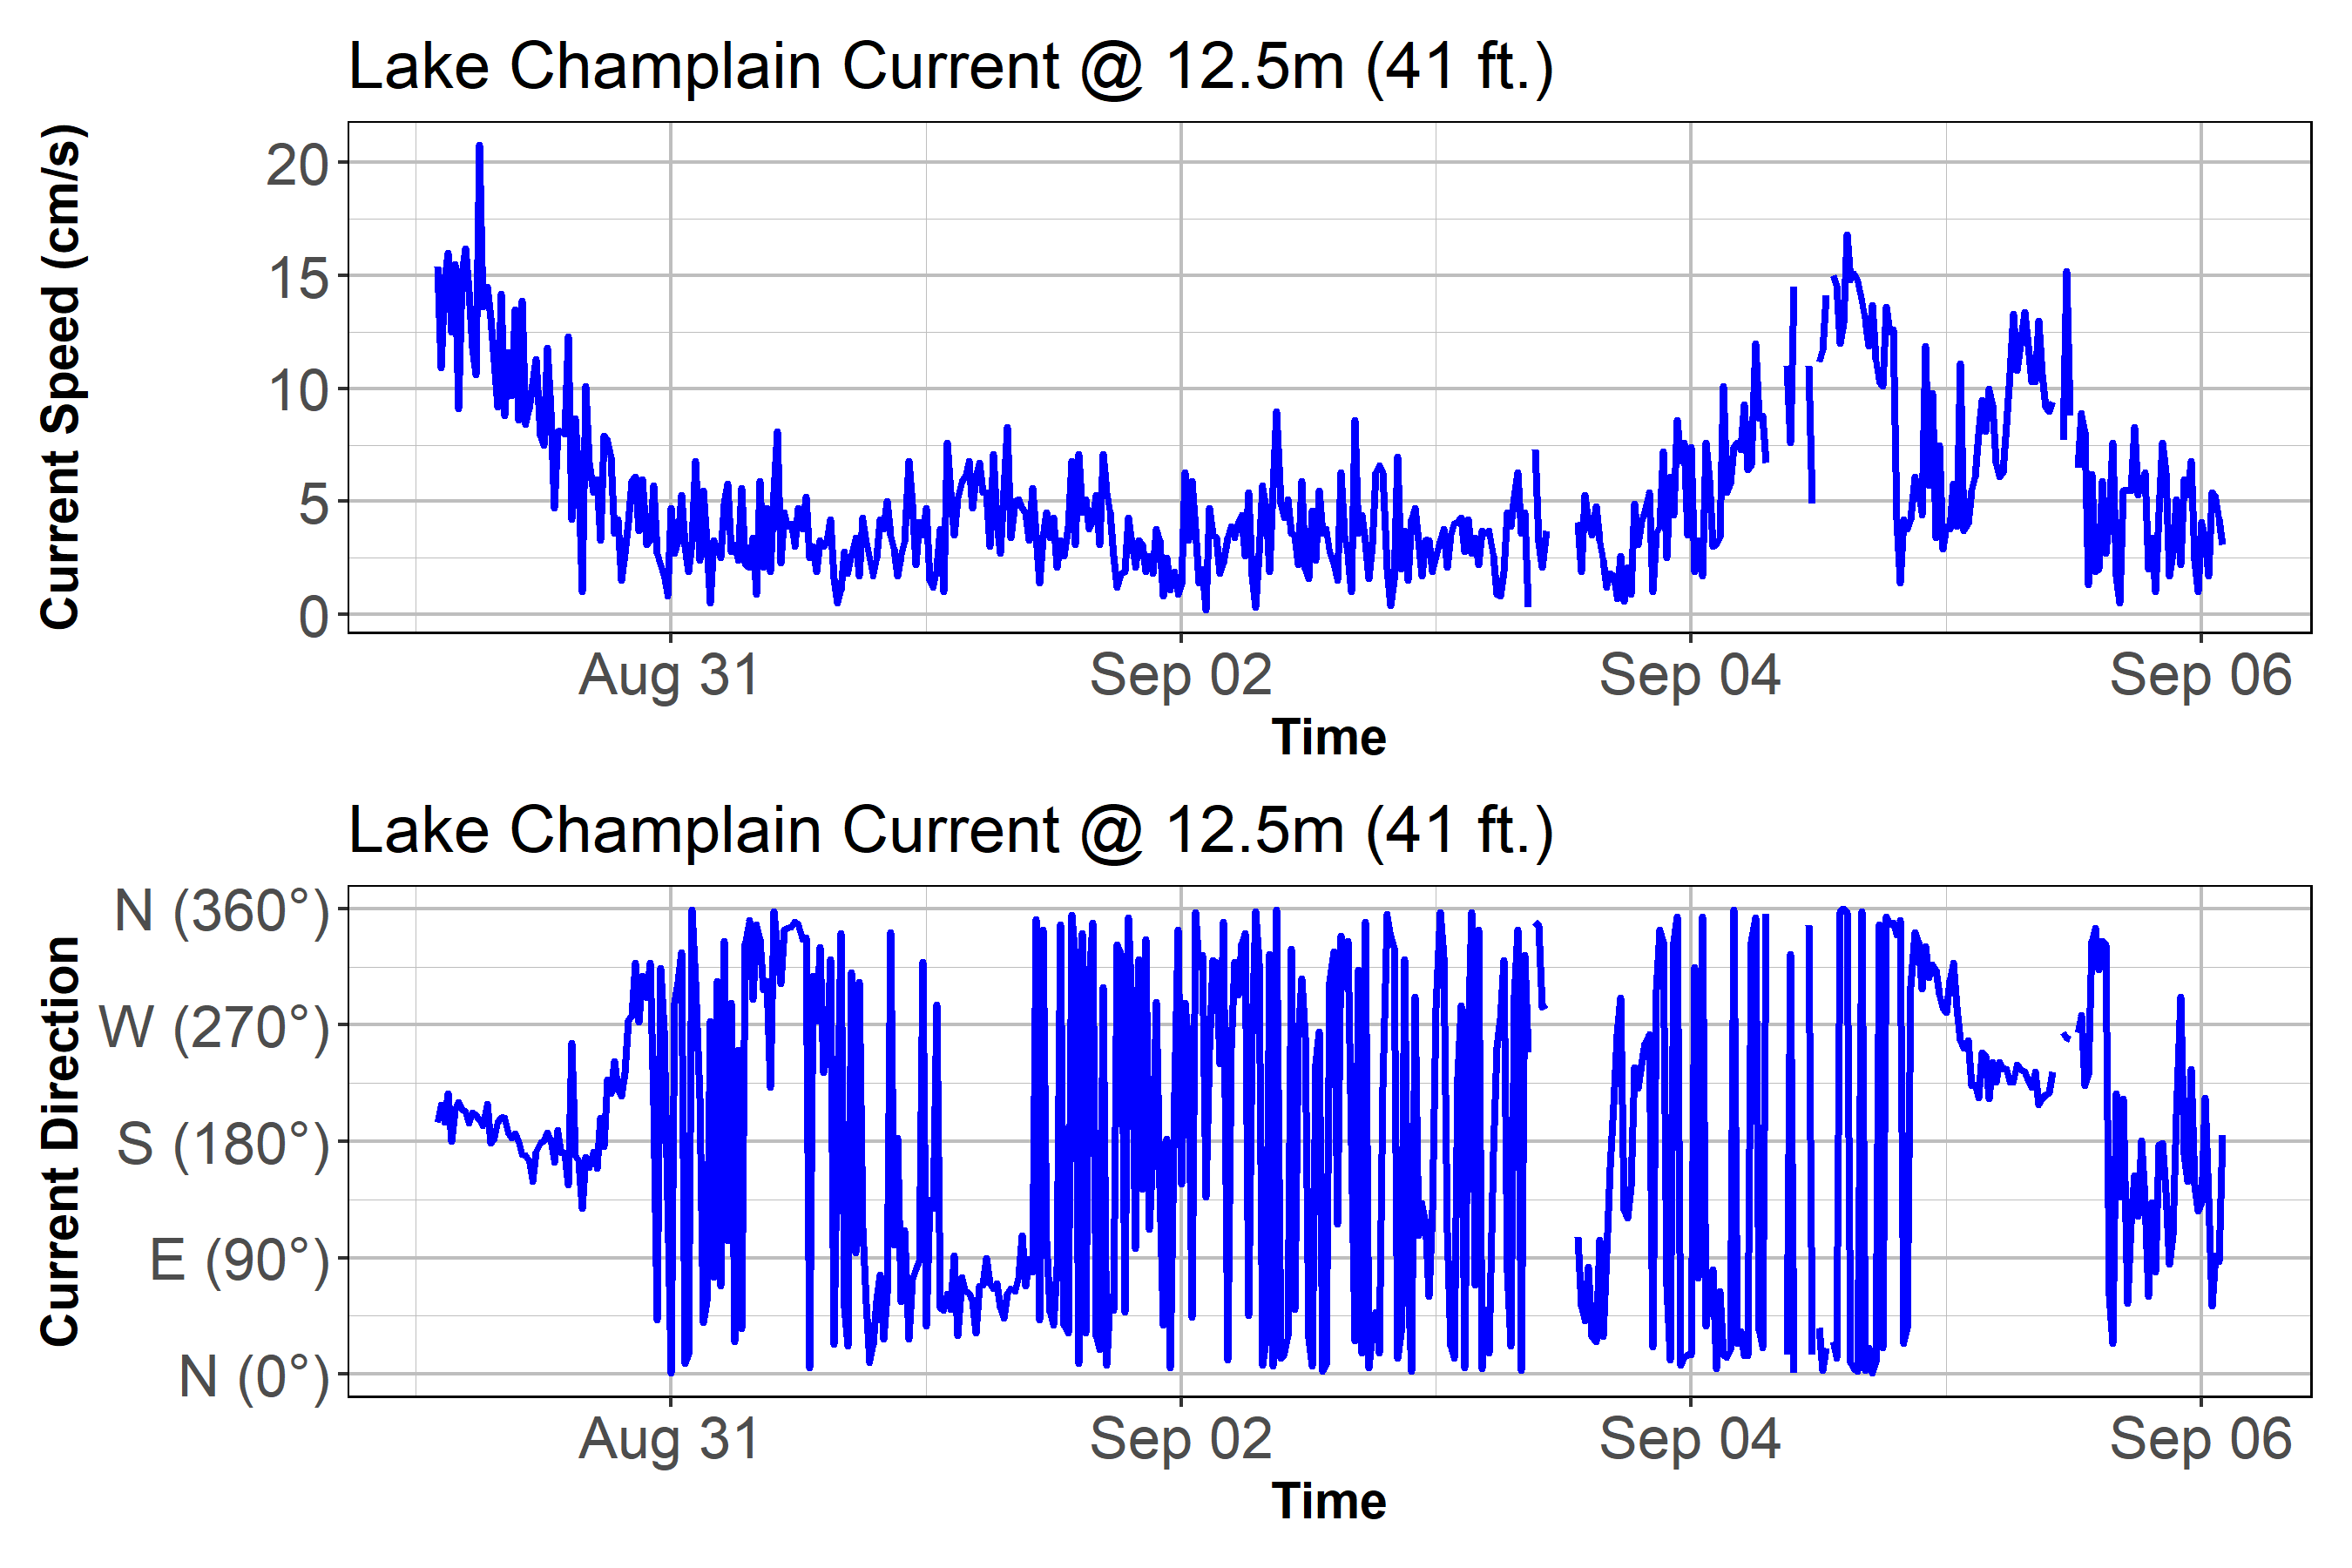 Lake Champlain Current @ 12.5m (41 ft.)
Current Speed (cm/s)
20
15
10
5
0
Aug 31 Sep 02 Sep 04 Sep 06
Time
Lake Champlain Current @ 12.5m (41 ft.)
Current Direction
N (360°)
W (270°)
S (180°)
E (90°)
N (0°)
Aug 31 Sep 02 Sep 04 Sep 06
Time